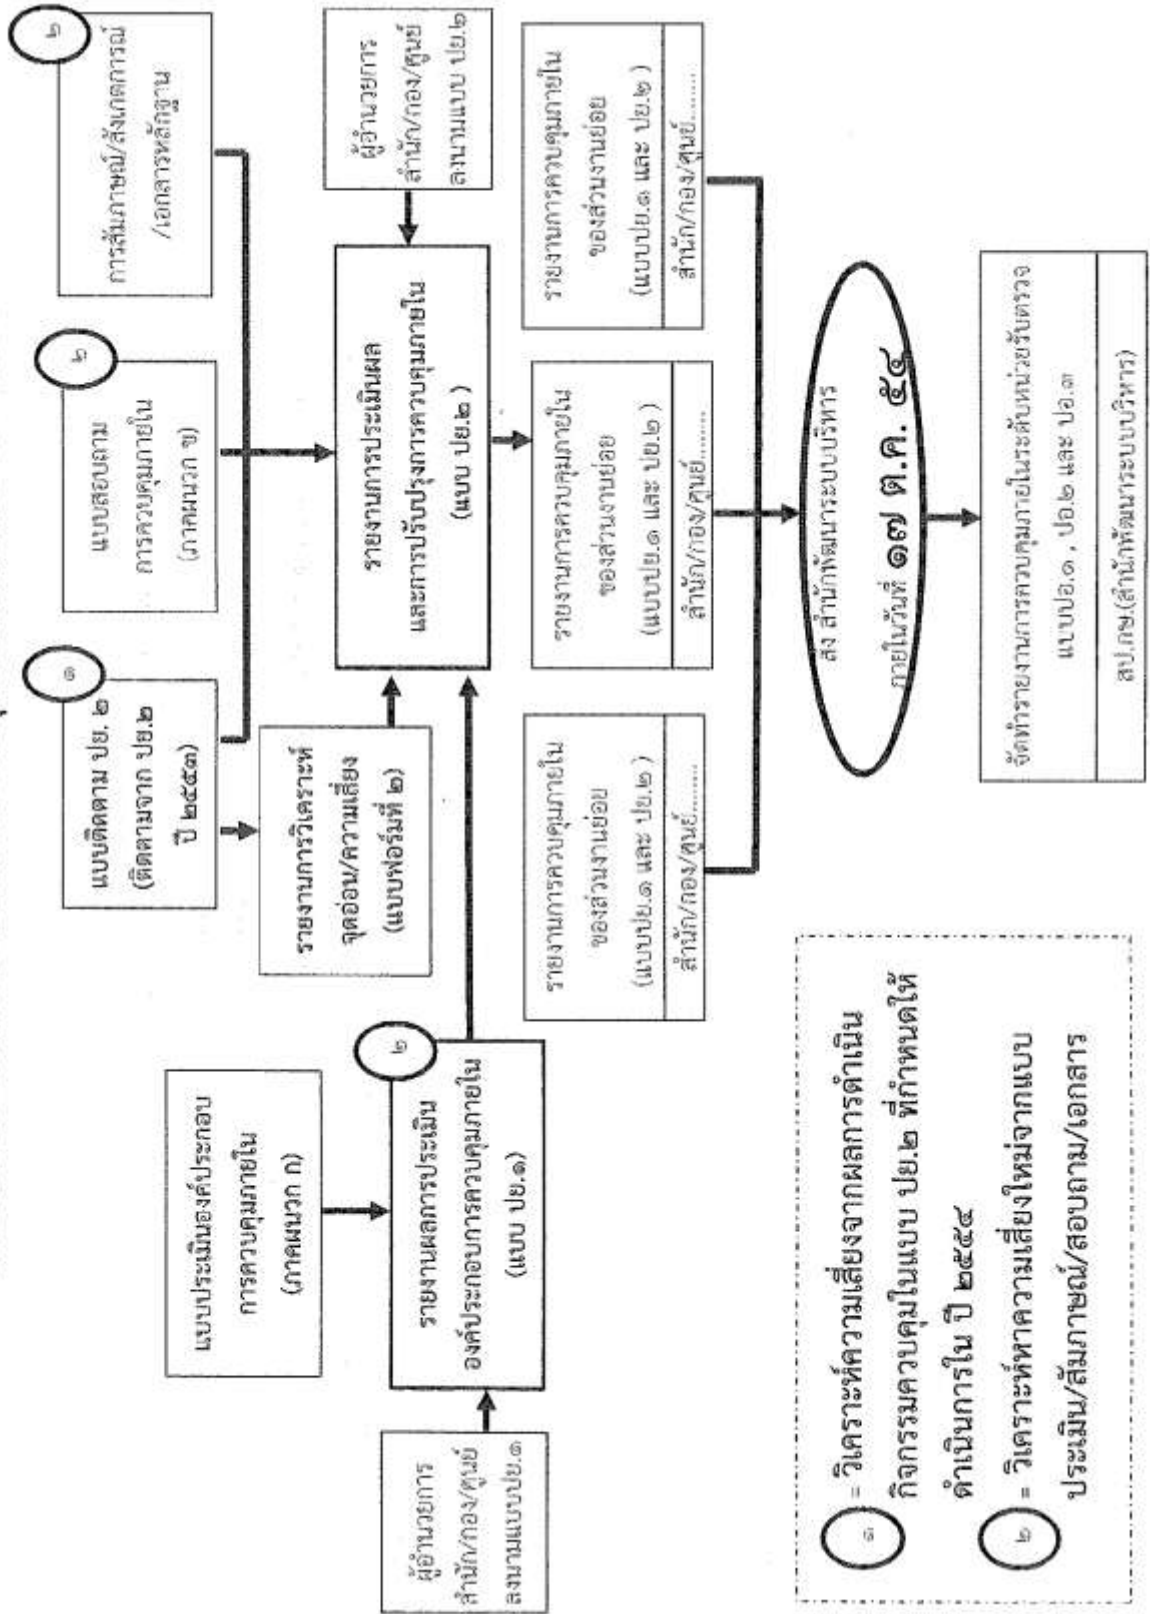 แบบประเมินองค์ประกอบ
การควบคุมภายใน
(ภาคผนวก ก)
แบบติดตาม ปย. ๒
(ติดตามจาก ปย.๒
ปี ๒๕๕๓)
๑
แบบสอบถาม
การควบคุมภายใน
(ภาคผนวก ข)
๒
การสัมภาษณ์/สังเกตการณ์
/เอกสารหลักฐาน
๒
รายงานการวิเคราะห์
จุดอ่อน/ความเสี่ยง
(แบบฟอร์มที่ ๒)
ผู้อำนวยการ
สำนัก/กอง/ศูนย์
ลงนามแบบปย.๑
รายงานผลการประเมิน
องค์ประกอบการควบคุมภายใน
(แบบ ปย.๑)
๒
รายงานการประเมินผล
และการปรับปรุงการควบคุมภายใน
(แบบ ปย.๒ )
ผู้อำนวยการ
สำนัก/กอง/ศูนย์
ลงนามแบบ ปย.๒
รายงานการควบคุมภายใน
ของส่วนงานย่อย
(แบบปย.๑ และ ปย.๒ )
สำนัก/กอง/ศูนย์........
รายงานการควบคุมภายใน
ของส่วนงานย่อย
(แบบปย.๑ และ ปย.๒ )
สำนัก/กอง/ศูนย์........
รายงานการควบคุมภายใน
ของส่วนงานย่อย
(แบบปย.๑ และ ปย.๒ )
สำนัก/กอง/ศูนย์........
ส่ง สำนักพัฒนาระบบบริหาร
ภายในวันที่ ๑๗ ต.ค. ๕๔
จัดทำรายงานการควบคุมภายในระดับหน่วยรับตรวจ
แบบปอ.๑ , ปอ.๒ และ ปอ.๓
สป.กษ.(สำนักพัฒนาระบบบริหาร)
๑ = วิเคราะห์ความเสี่ยงจากผลการดำเนิน
กิจกรรมควบคุมในแบบ ปย.๒ ที่กำหนดให้
ดำเนินการใน ปี ๒๕๕๔
๒ = วิเคราะห์หาความเสี่ยงใหม่จากแบบ
ประเมิน/สัมภาษณ์/สอบถาม/เอกสาร